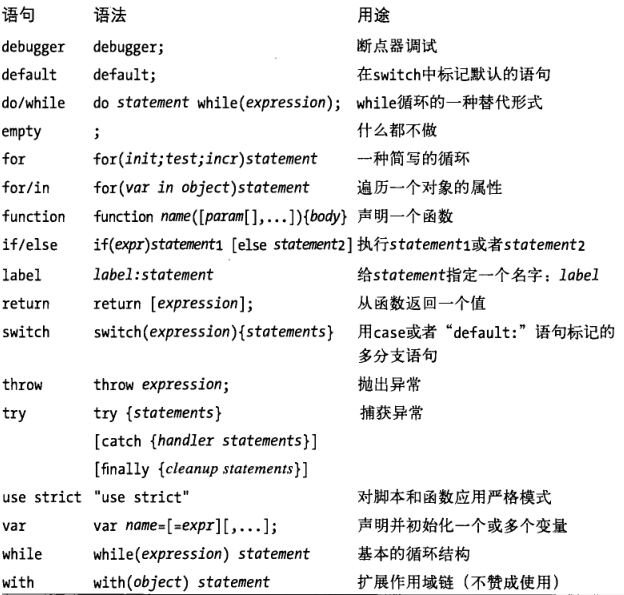 语句 语法 用途
debugger debugger; 断点器调试
default default; 在switch中标记默认的语句
do/while do statement while(expression); while循环的一种替代形式
empty ; 什么都不做
for for(init;test;incr)statement 一种简写的循环
for/in for(var in object)statement 遍历一个对象的属性
function function name([param[],...]){body} 声明一个函数
if/else if(expr)statement1 [else statement2] 执行statement1或者statement2
label label:statement 给statement指定一个名字：label
return return [expression]; 从函数返回一个值
switch switch(expression){statements} 用case或者“default:”语句标记的
多分支语句
throw throw expression; 抛出异常
try try {statements} 捕获异常
[catch {handler statements}]
[finally {cleanup statements}]
use strict "use strict" 对脚本和函数应用严格模式
var var name=[=expr][,...]; 声明并初始化一个或多个变量
while while(expression) statement 基本的循环结构
with with(object) statement 扩展作用域链（不赞成使用）